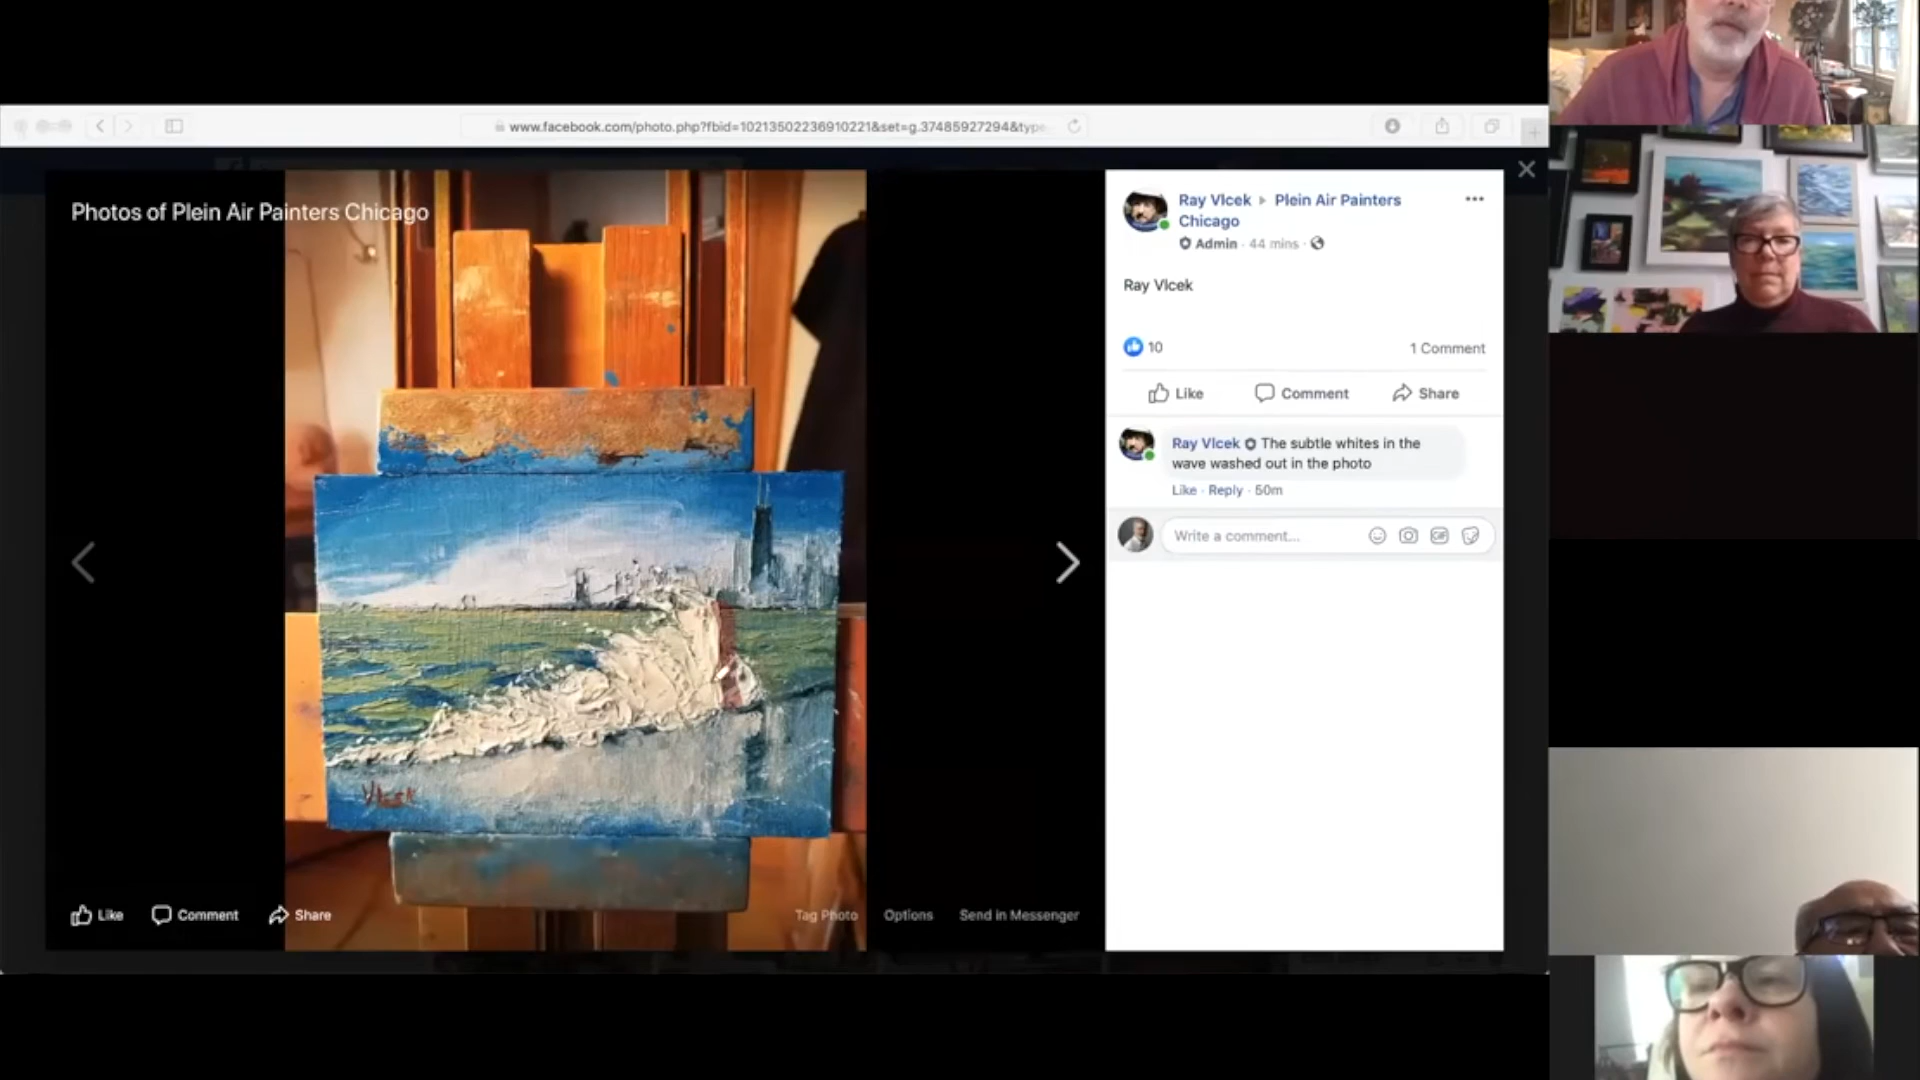 www.facebook.com/photo.php?fbid=10213502236910221&set=g.37485927294&type
Photos of Plein Air Painters Chicago
Ray Vlcek ▸ Plein Air Painters
Chicago
Admin · 44 mins ·
Ray Vlcek
10
1 Comment
Like Comment Share
Ray Vlcek The subtle whites in the
wave washed out in the photo
Like · Reply · 50m
Write a comment...
GIF
Vlcek
Like Comment Share
Tag Photo Options Send in Messenger